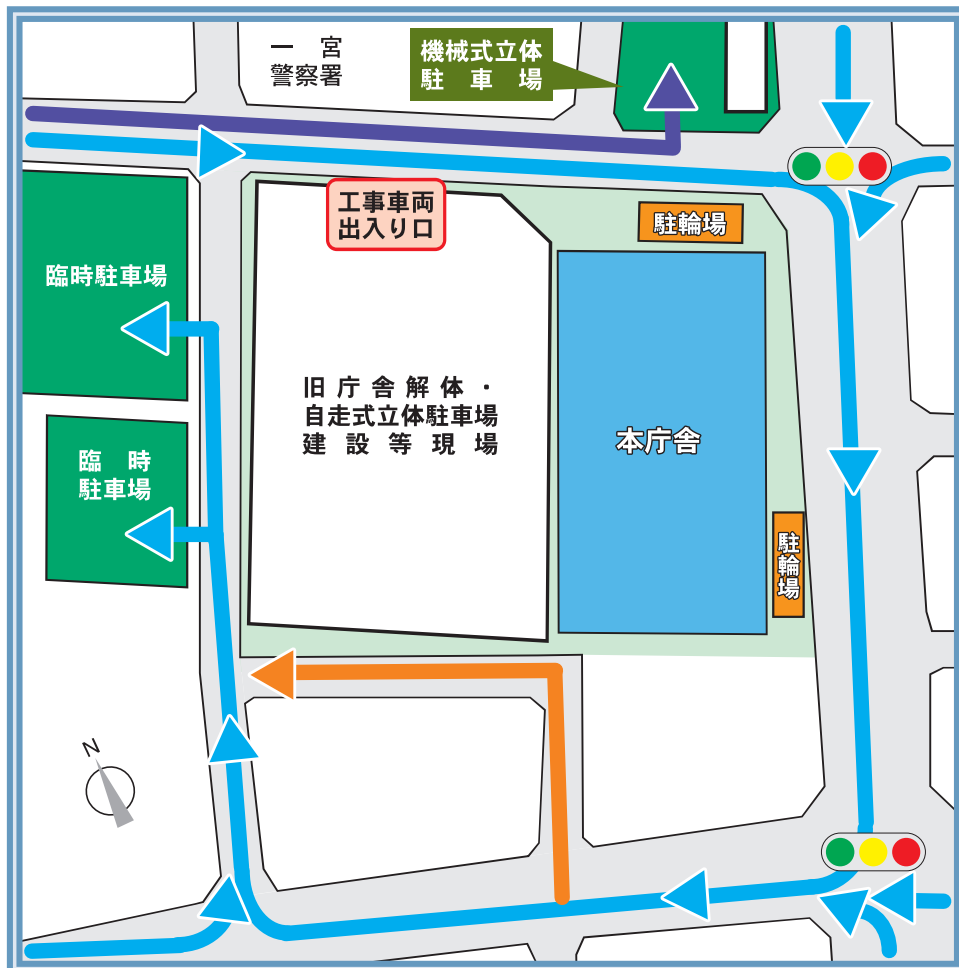 一宮
警察署
機械式立体
駐車場
工事車両
出入り口
駐輪場
臨時駐車場
旧庁舎解体・
自走式立体駐車場
建設等現場
本庁舎
臨時
駐車場
駐輪場
N